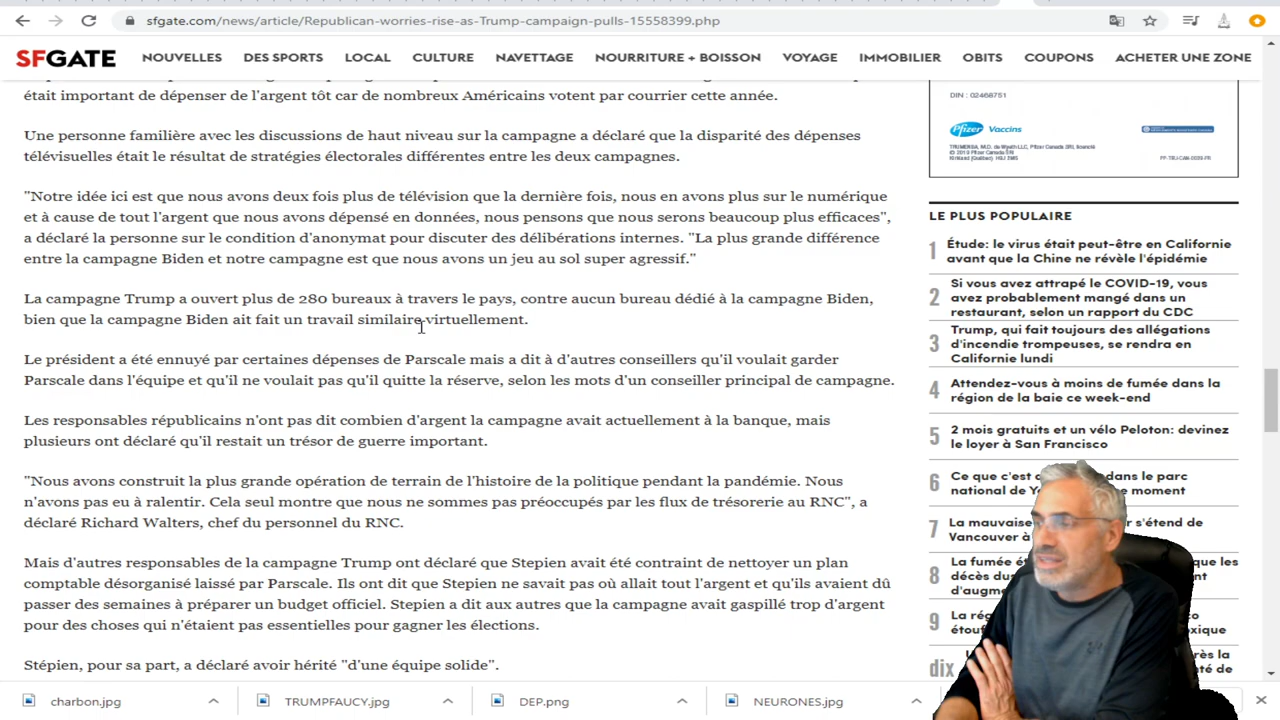 sfgate.com/news/article/Republican-worries-rise-as-Trump-campaign-pulls-15558399.php
SFGATE NOUVELLES DES SPORTS LOCAL CULTURE NAVETTAGE NOURRITURE + BOISSON VOYAGE IMMOBILIER OBITS COUPONS ACHETER UNE ZONE
était important de dépenser de l'argent tôt car de nombreux Américains votent par courrier cette année.
Une personne familière avec les discussions de haut niveau sur la campagne a déclaré que la disparité des dépenses
télévisuelles était le résultat de stratégies électorales différentes entre les deux campagnes.
"Notre idée ici est que nous avons deux fois plus de télévision que la dernière fois, nous en avons plus sur le numérique
et à cause de tout l'argent que nous avons dépensé en données, nous pensons que nous serons beaucoup plus efficaces",
a déclaré la personne sur le condition d'anonymat pour discuter des délibérations internes. "La plus grande différence
entre la campagne Biden et notre campagne est que nous avons un jeu au sol super agressif."
La campagne Trump a ouvert plus de 280 bureaux à travers le pays, contre aucun bureau dédié à la campagne Biden,
bien que la campagne Biden ait fait un travail similaire virtuellement.
Le président a été ennuyé par certaines dépenses de Parscale mais a dit à d'autres conseillers qu'il voulait garder
Parscale dans l'équipe et qu'il ne voulait pas qu'il quitte la réserve, selon les mots d'un conseiller principal de campagne.
Les responsables républicains n'ont pas dit combien d'argent la campagne avait actuellement à la banque, mais
plusieurs ont déclaré qu'il restait un trésor de guerre important.
"Nous avons construit la plus grande opération de terrain de l'histoire de la politique pendant la pandémie. Nous
n'avons pas eu à ralentir. Cela seul montre que nous ne sommes pas préoccupés par les flux de trésorerie au RNC", a
déclaré Richard Walters, chef du personnel du RNC.
Mais d'autres responsables de la campagne Trump ont déclaré que Stepien avait été contraint de nettoyer un plan
comptable désorganisé laissé par Parscale. Ils ont dit que Stepien ne savait pas où allait tout l'argent et qu'ils avaient dû
passer des semaines à préparer un budget officiel. Stepien a dit aux autres que la campagne avait gaspillé trop d'argent
pour des choses qui n'étaient pas essentielles pour gagner les élections.
Stépien, pour sa part, a déclaré avoir hérité "d'une équipe solide".
DIN : 02468751
Pfizer Vaccins
LE PLUS POPULAIRE
1 Étude: le virus était peut-être en Californie
avant que la Chine ne révèle l'épidémie
2 Si vous avez attrapé le COVID-19, vous
avez probablement mangé dans un
restaurant, selon un rapport du CDC
3 Trump, qui fait toujours des allégations
d'incendie trompeuses, se rendra en
Californie lundi
4 Attendez-vous à moins de fumée dans la
région de la baie ce week-end
5 2 mois gratuits et un vélo Peloton: devinez
le loyer à San Francisco
6 Ce que c'est dans le parc
national de moment
7 La mauvaise s'étend de
Vancouver à
8 La fumée que les
décès
9 La
dix
charbon.jpg TRUMPFAUCY.jpg DEP.png NEURONES.jpg